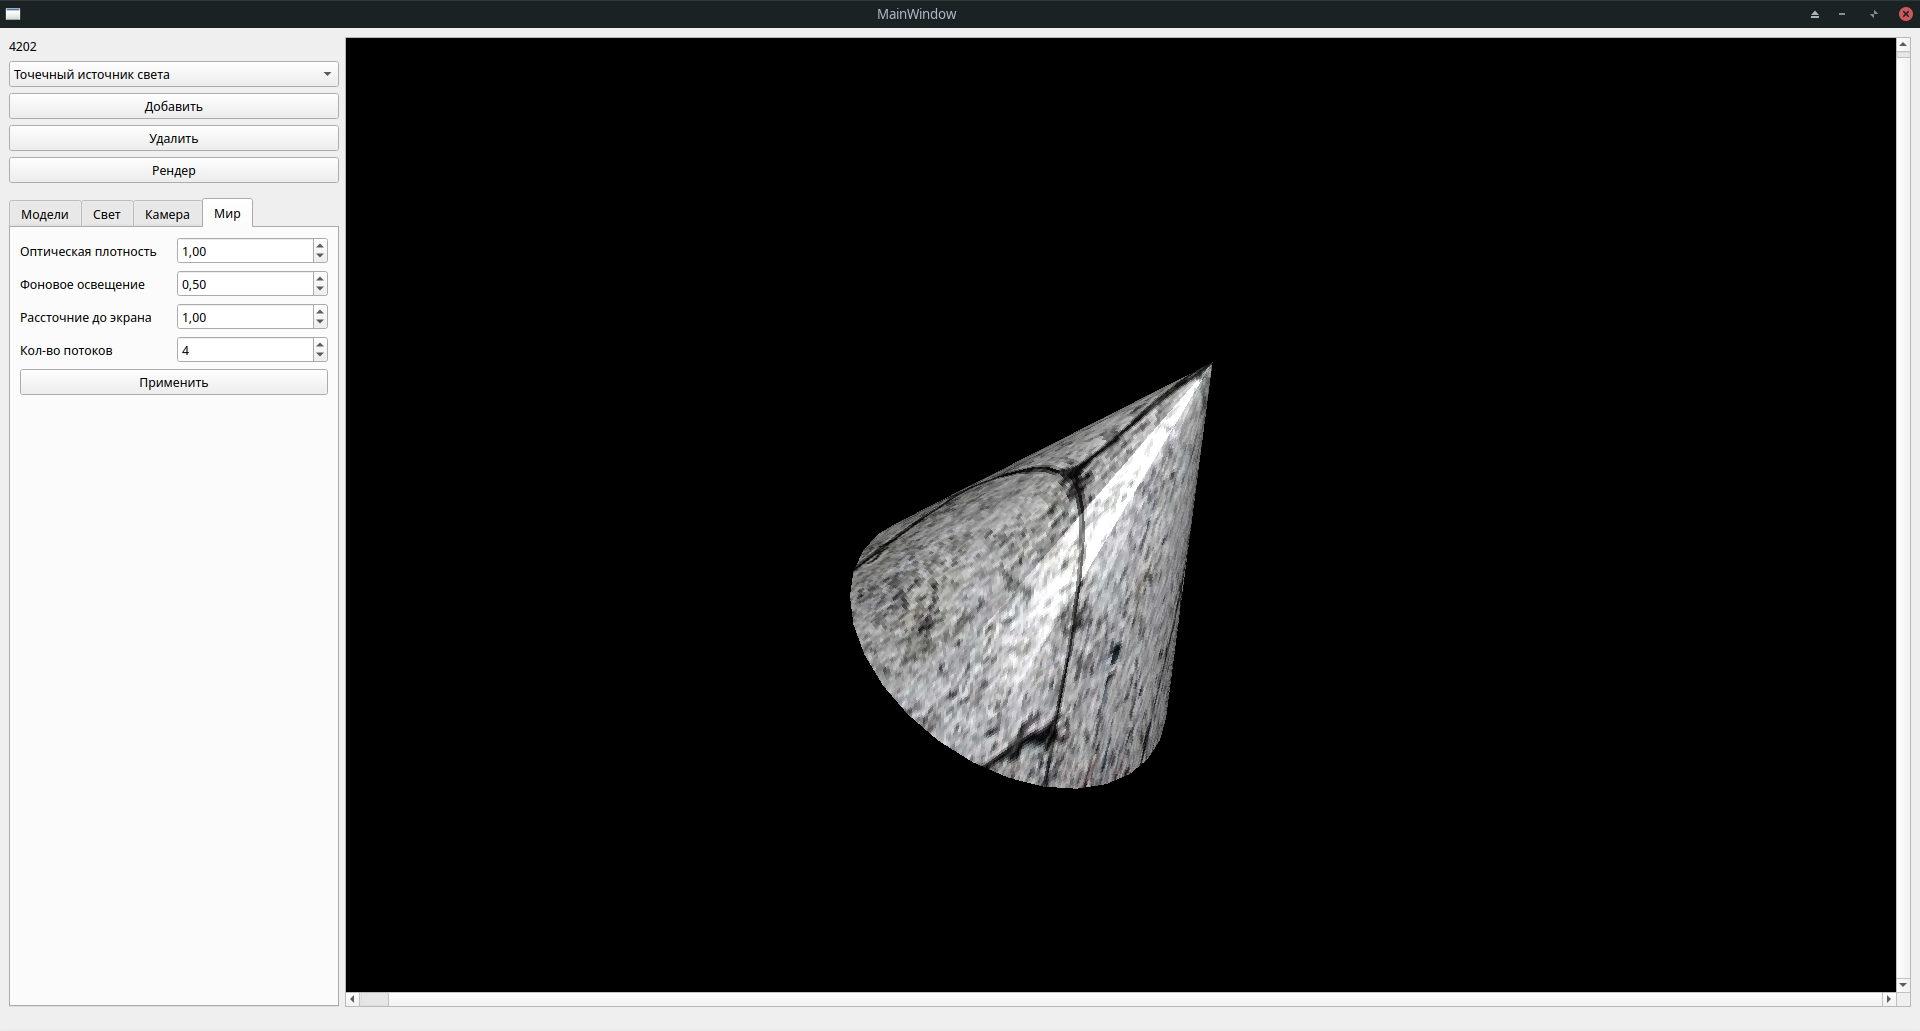 MainWindow
4202
Точечный источник света
Добавить
Удалить
Рендер
Модели Свет Камера Мир
Оптическая плотность 1,00
Фоновое освещение 0,50
Рассточние до экрана 1,00
Кол-во потоков 4
Применить